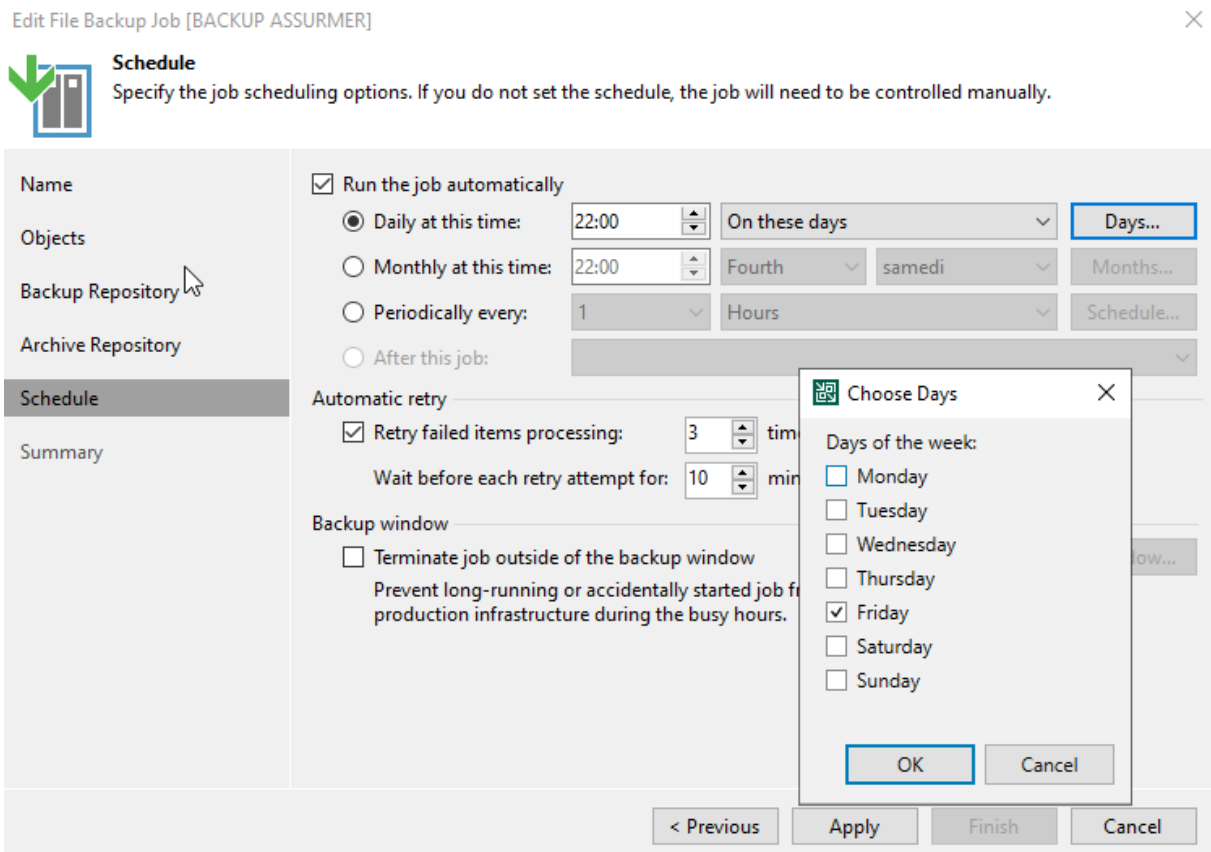 Edit File Backup Job [BACKUP ASSURMER]
Schedule
Specify the job scheduling options. If you do not set the schedule, the job will need to be controlled manually.
Name
Objects
Backup Repository
Archive Repository
Schedule
Summary
Run the job automatically
Daily at this time: 22:00 On these days Days...
Monthly at this time: 22:00 Fourth samedi Months...
Periodically every: 1 Hours Schedule...
After this job:
Automatic retry
Retry failed items processing: 3
Wait before each retry attempt for: 10
Backup window
Terminate job outside of the backup window
Prevent long-running or accidentally started job
production infrastructure during the busy hours.
Choose Days
Days of the week:
Monday
Tuesday
Wednesday
Thursday
Friday
Saturday
Sunday
OK Cancel
< Previous Apply Finish Cancel